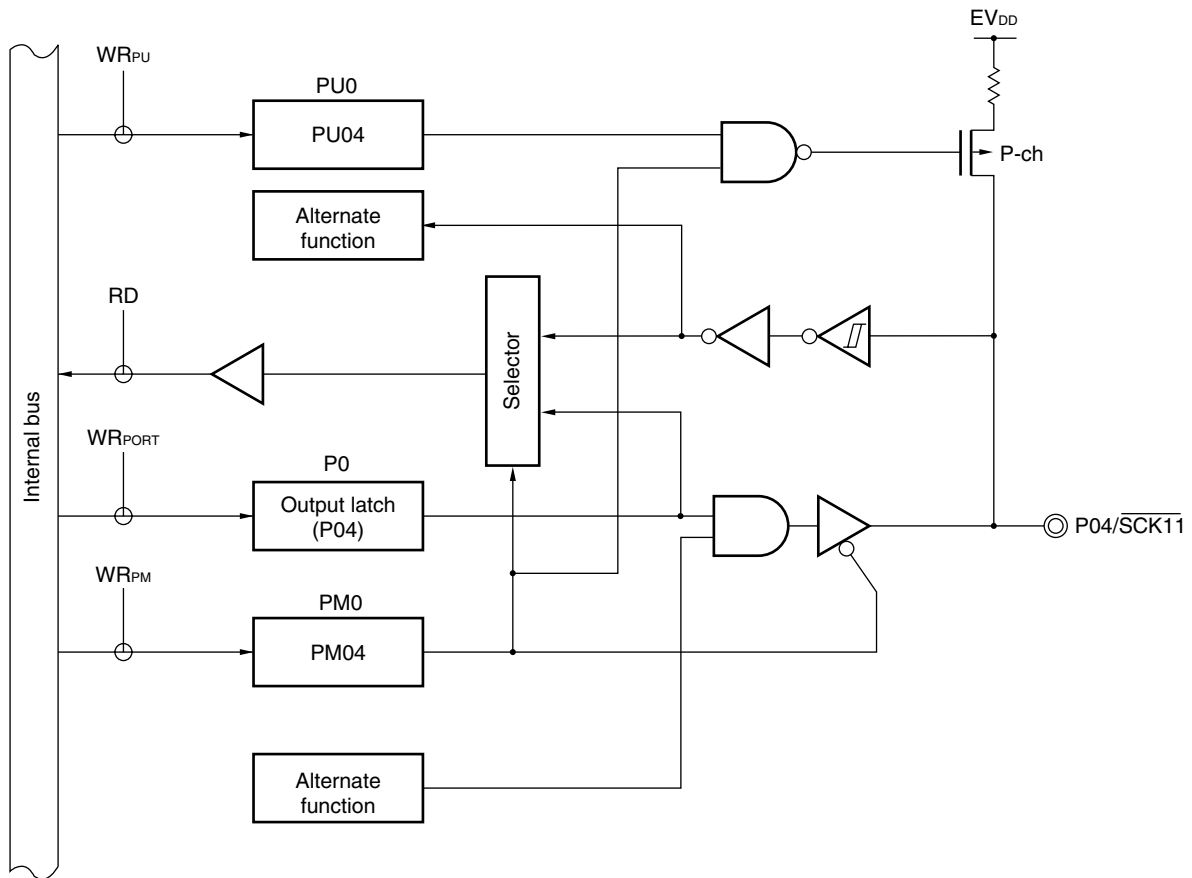 EVDD
WRPU
PU0
PU04
P-ch
Alternate
function
RD
Selector
Internal bus
WRPORT
P0
Output latch
(P04)
P04/SCK11
WRPM
PM0
PM04
Alternate
function